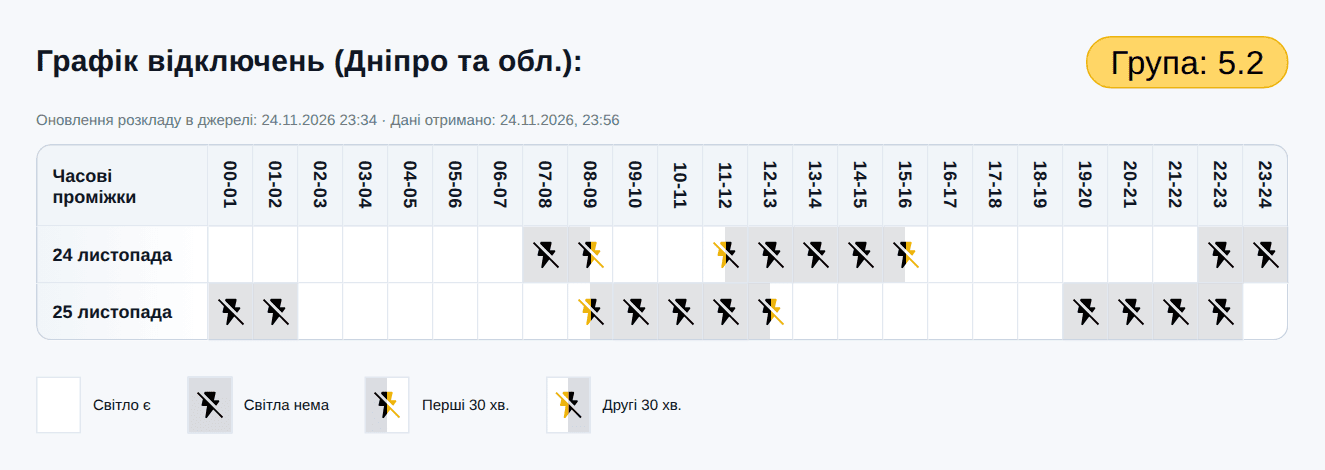 Графік відключень (Дніпро та обл.):
Група: 5.2
Оновлення розкладу в джерелі: 24.11.2026 23:34 · Дані отримано: 24.11.2026, 23:56
Часові
проміжки
00-01
01-02
02-03
03-04
04-05
05-06
06-07
07-08
08-09
09-10
10-11
11-12
12-13
13-14
14-15
15-16
16-17
17-18
18-19
19-20
20-21
21-22
22-23
23-24
24 листопада
25 листопада
Світло є
Світла нема
Перші 30 хв.
Другі 30 хв.